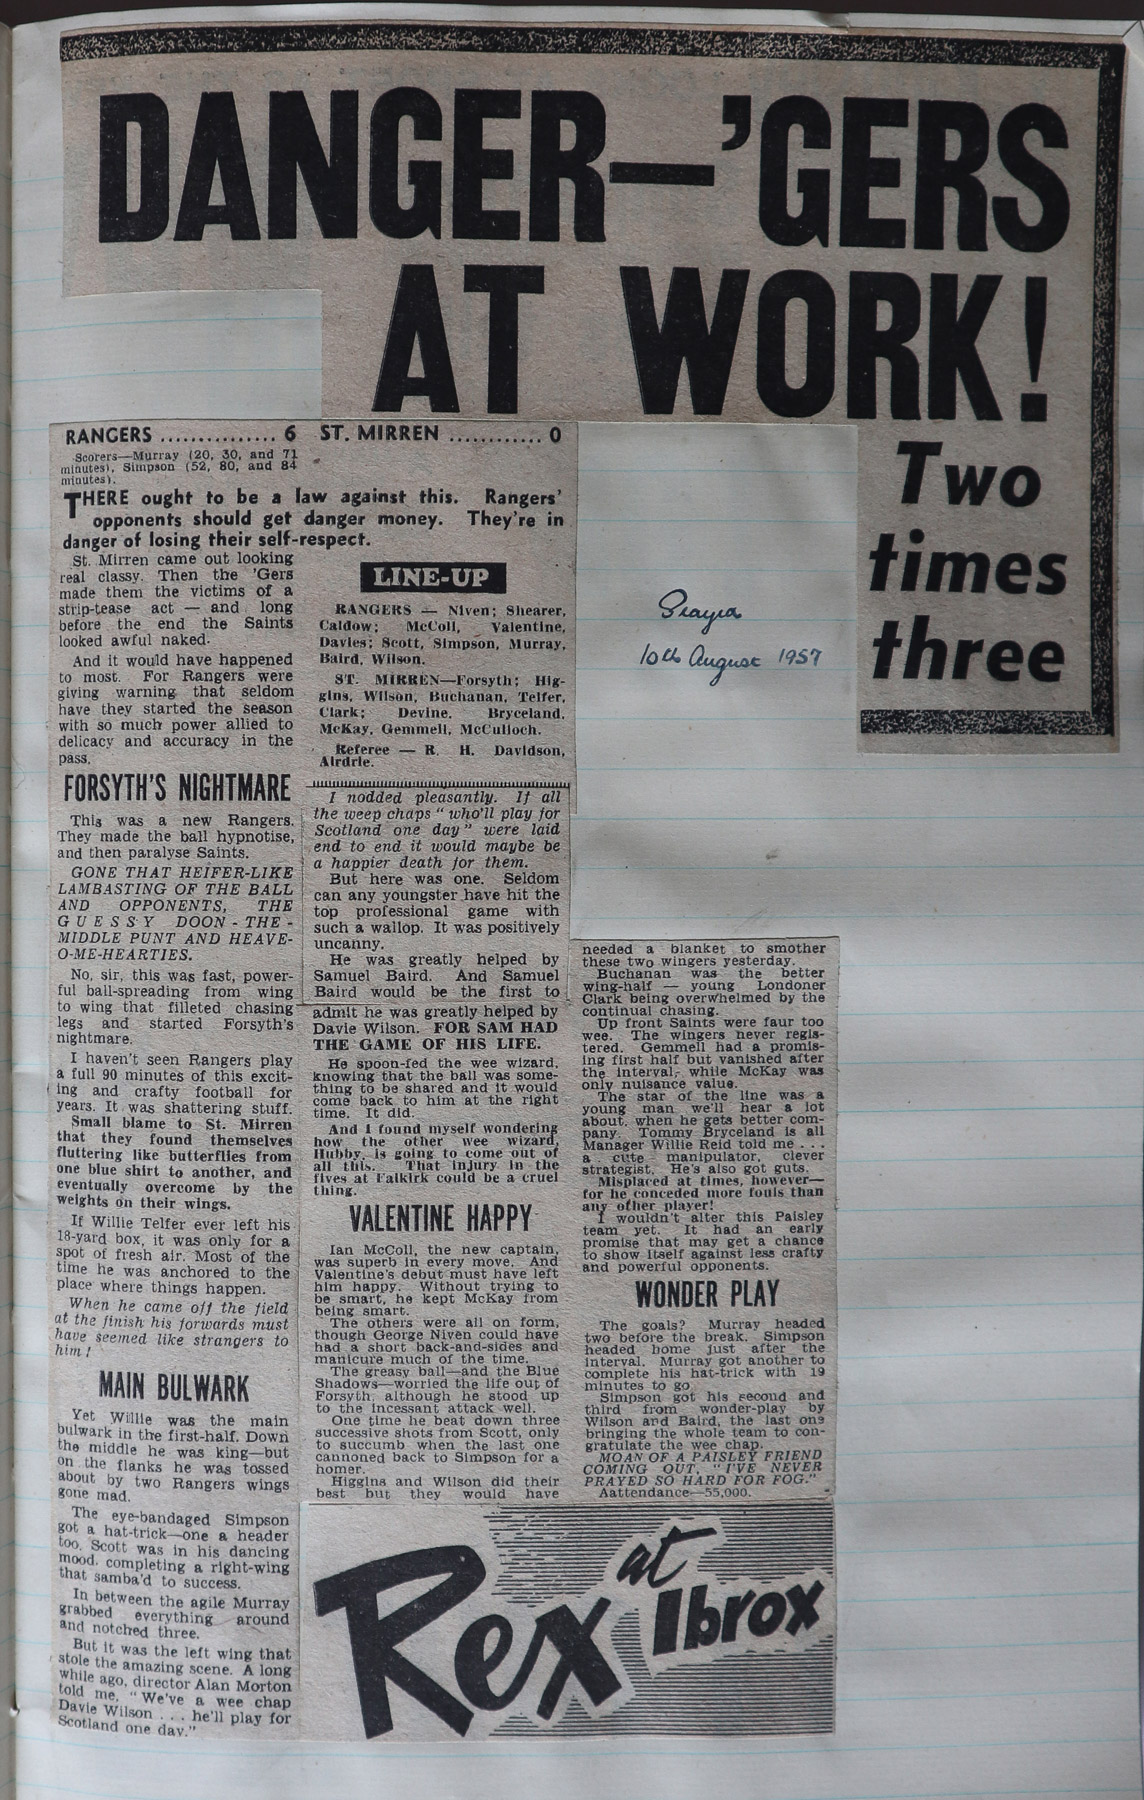 DANGER—'GERS
AT WORK!
Two
times
three
RANGERS ............... 6 ST. MIRREN ............ 0
Scorers—Murray (20, 30, and 71
minutes), Simpson (52, 80, and 84
minutes).
THERE ought to be a law against this. Rangers'
opponents should get danger money. They're in
danger of losing their self-respect.
St. Mirren came out looking
real classy. Then the 'Gers
made them the victims of a
strip-tease act — and long
before the end the Saints
looked awful naked.
And it would have happened
to most. For Rangers were
giving warning that seldom
have they started the season
with so much power allied to
delicacy and accuracy in the
pass.
FORSYTH'S NIGHTMARE
This was a new Rangers.
They made the ball hypnotise,
and then paralyse Saints.
GONE THAT HEIFER-LIKE
LAMBASTING OF THE BALL
AND OPPONENTS, THE
GUESSY DOON-THE-
MIDDLE PUNT AND HEAVE-
O-ME-HEARTIES.
No, sir, this was fast, power-
ful ball-spreading from wing
to wing that filleted chasing
legs and started Forsyth's
nightmare.
I haven't seen Rangers play
a full 90 minutes of this excit-
ing and crafty football for
years. It was shattering stuff.
Small blame to St. Mirren
that they found themselves
fluttering like butterflies from
one blue shirt to another, and
eventually overcome by the
weights on their wings.
If Willie Telfer ever left his
18-yard box, it was only for a
spot of fresh air. Most of the
time he was anchored to the
place where things happen.
When he came off the field
at the finish his forwards must
have seemed like strangers to
him!
MAIN BULWARK
Yet Willie was the main
bulwark in the first-half. Down
the middle he was king—but
on the flanks he was tossed
about by two Rangers wings
gone mad.
The eye-bandaged Simpson
got a hat-trick—one a header
too. Scott was in his dancing
mood, completing a right-wing
that samba'd to success.
In between the agile Murray
grabbed everything around
and notched three.
But it was the left wing that
stole the amazing scene. A long
while ago, director Alan Morton
told me, "We've a wee chap
Davie Wilson . . . he'll play for
Scotland one day."
LINE-UP
RANGERS — Niven; Shearer,
Caldow; McColl, Valentine,
Davies; Scott, Simpson, Murray,
Baird, Wilson.
ST. MIRREN—Forsyth; Hig-
gins, Wilson, Buchanan, Telfer,
Clark; Devine, Bryceland,
McKay, Gemmell, McCulloch.
Referee — R. H. Davidson,
Airdrie.
I nodded pleasantly. If all
the weep chaps "who'll play for
Scotland one day" were laid
end to end it would maybe be
a happier death for them.
But here was one. Seldom
can any youngster have hit the
top professional game with
such a wallop. It was positively
uncanny.
He was greatly helped by
Samuel Baird. And Samuel
Baird would be the first to
admit he was greatly helped by
Davie Wilson. FOR SAM HAD
THE GAME OF HIS LIFE.
He spoon-fed the wee wizard,
knowing that the ball was some-
thing to be shared and it would
come back to him at the right
time. It did.
And I found myself wondering
how the other wee wizard,
Hubby, is going to come out of
all this. That injury in the
fives at Falkirk could be a cruel
thing.
VALENTINE HAPPY
Ian McColl, the new captain,
was superb in every move. And
Valentine's debut must have left
him happy. Without trying to
be smart, he kept McKay from
being smart.
The others were all on form,
though George Niven could have
had a short back-and-sides and
manicure much of the time.
The greasy ball—and the Blue
Shadows—worried the life out of
Forsyth, although he stood up
to the incessant attack well.
One time he beat down three
successive shots from Scott, only
to succumb when the last one
cannoned back to Simpson for a
homer.
Higgins and Wilson did their
best but they would have
needed a blanket to smother
these two wingers yesterday.
Buchanan was the better
wing-half — young Londoner
Clark being overwhelmed by the
continual chasing.
Up front Saints were faur too
wee. The wingers never regis-
tered. Gemmell had a promis-
ing first half but vanished after
the interval, while McKay was
only nuisance value.
The star of the line was a
young man we'll hear a lot
about, when he gets better com-
pany. Tommy Bryceland is all
Manager Willie Reid told me . . .
a cute manipulator, clever
strategist. He's also got guts.
Misplaced at times, however—
for he conceded more fouls than
any other player!
I wouldn't alter this Paisley
team yet. It had an early
promise that may get a chance
to show itself against less crafty
and powerful opponents.
WONDER PLAY
The goals? Murray headed
two before the break. Simpson
headed home just after the
interval. Murray got another to
complete his hat-trick with 19
minutes to go.
Simpson got his second and
third from wonder-play by
Wilson and Baird, the last one
bringing the whole team to con-
gratulate the wee chap.
MOAN OF A PAISLEY FRIEND
COMING OUT, "I'VE NEVER
PRAYED SO HARD FOR FOG."
Aattendance—55,000.
10th August 1957
Rex at Ibrox